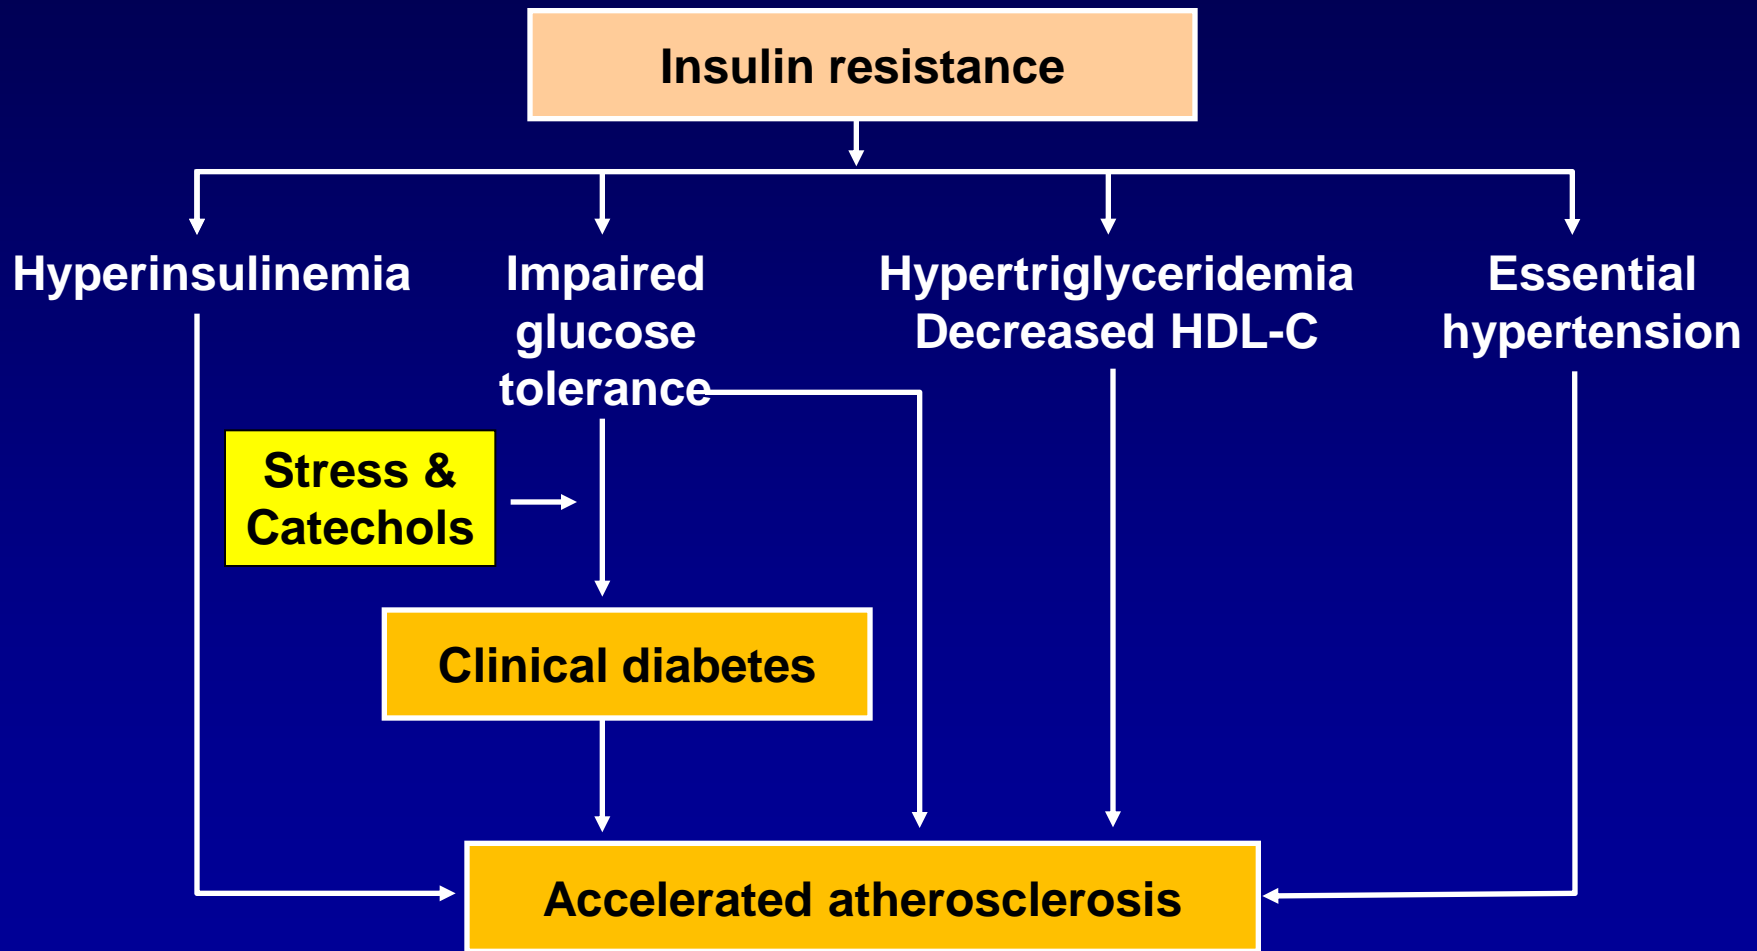 Insulin resistance
Hyperinsulinemia
Impaired
glucose
tolerance
Hypertriglyceridemia
Decreased HDL-C
Essential
hypertension
Stress &
Catechols
Clinical diabetes
Accelerated atherosclerosis